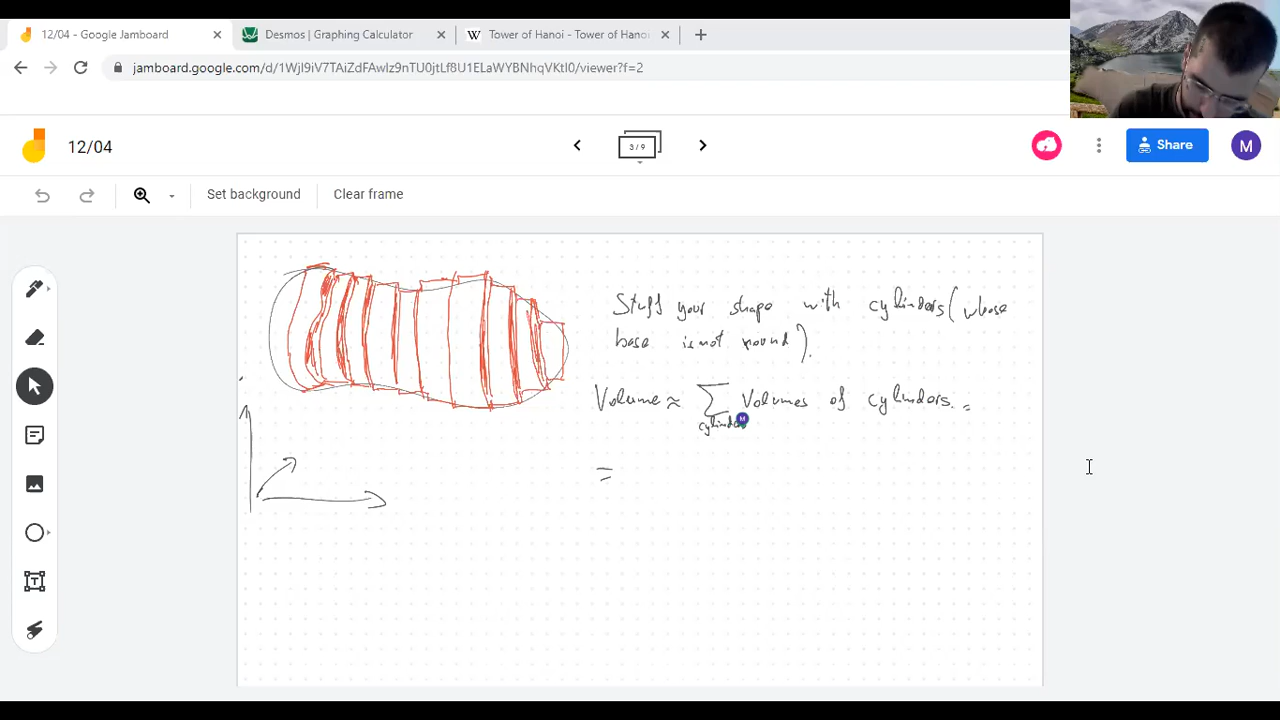 12/04 - Google Jamboard
Desmos | Graphing Calculator
Tower of Hanoi - Tower of Hano
jamboard.google.com/d/1WjI9iV7TAiZdFAwIz9nTU0jtLf8U1ELaWYBNhqVKtl0/viewer?f=2
12/04
3 / 9
Share
M
Set background
Clear frame
Stuff your shape with cylinders (whose
base is not round).
Volume ≈ ∑ Volumes of cylinders. =
cylinders
M
=